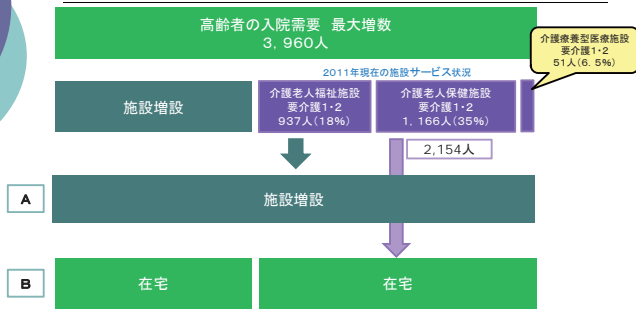 高齢者の入院需要 最大増数
3,960人
介護療養型医療施設
要介護1・2
51人(6.5%)
2011年現在の施設サービス状況
施設増設
介護老人福祉施設
要介護1・2
937人(18%)
介護老人保健施設
要介護1・2
1,166人(35%)
2,154人
A
施設増設
B
在宅
在宅